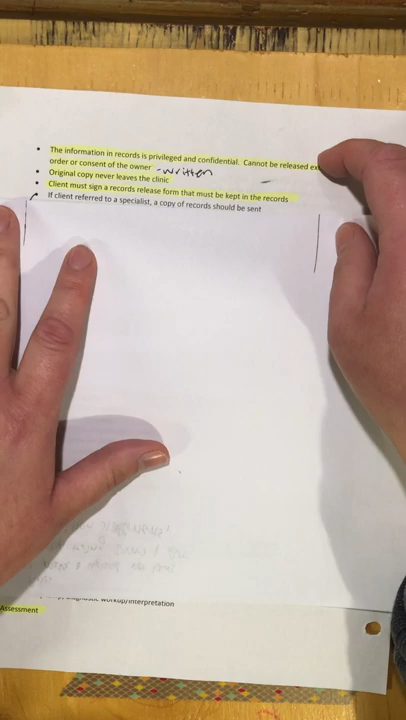 • The information in records is privileged and confidential. Cannot be released
order or consent of the owner -written
• Original copy never leaves the clinic
• Client must sign a records release form that must be kept in the records
If client referred to a specialist, a copy of records should be sent
workup/interpretation
Assessment